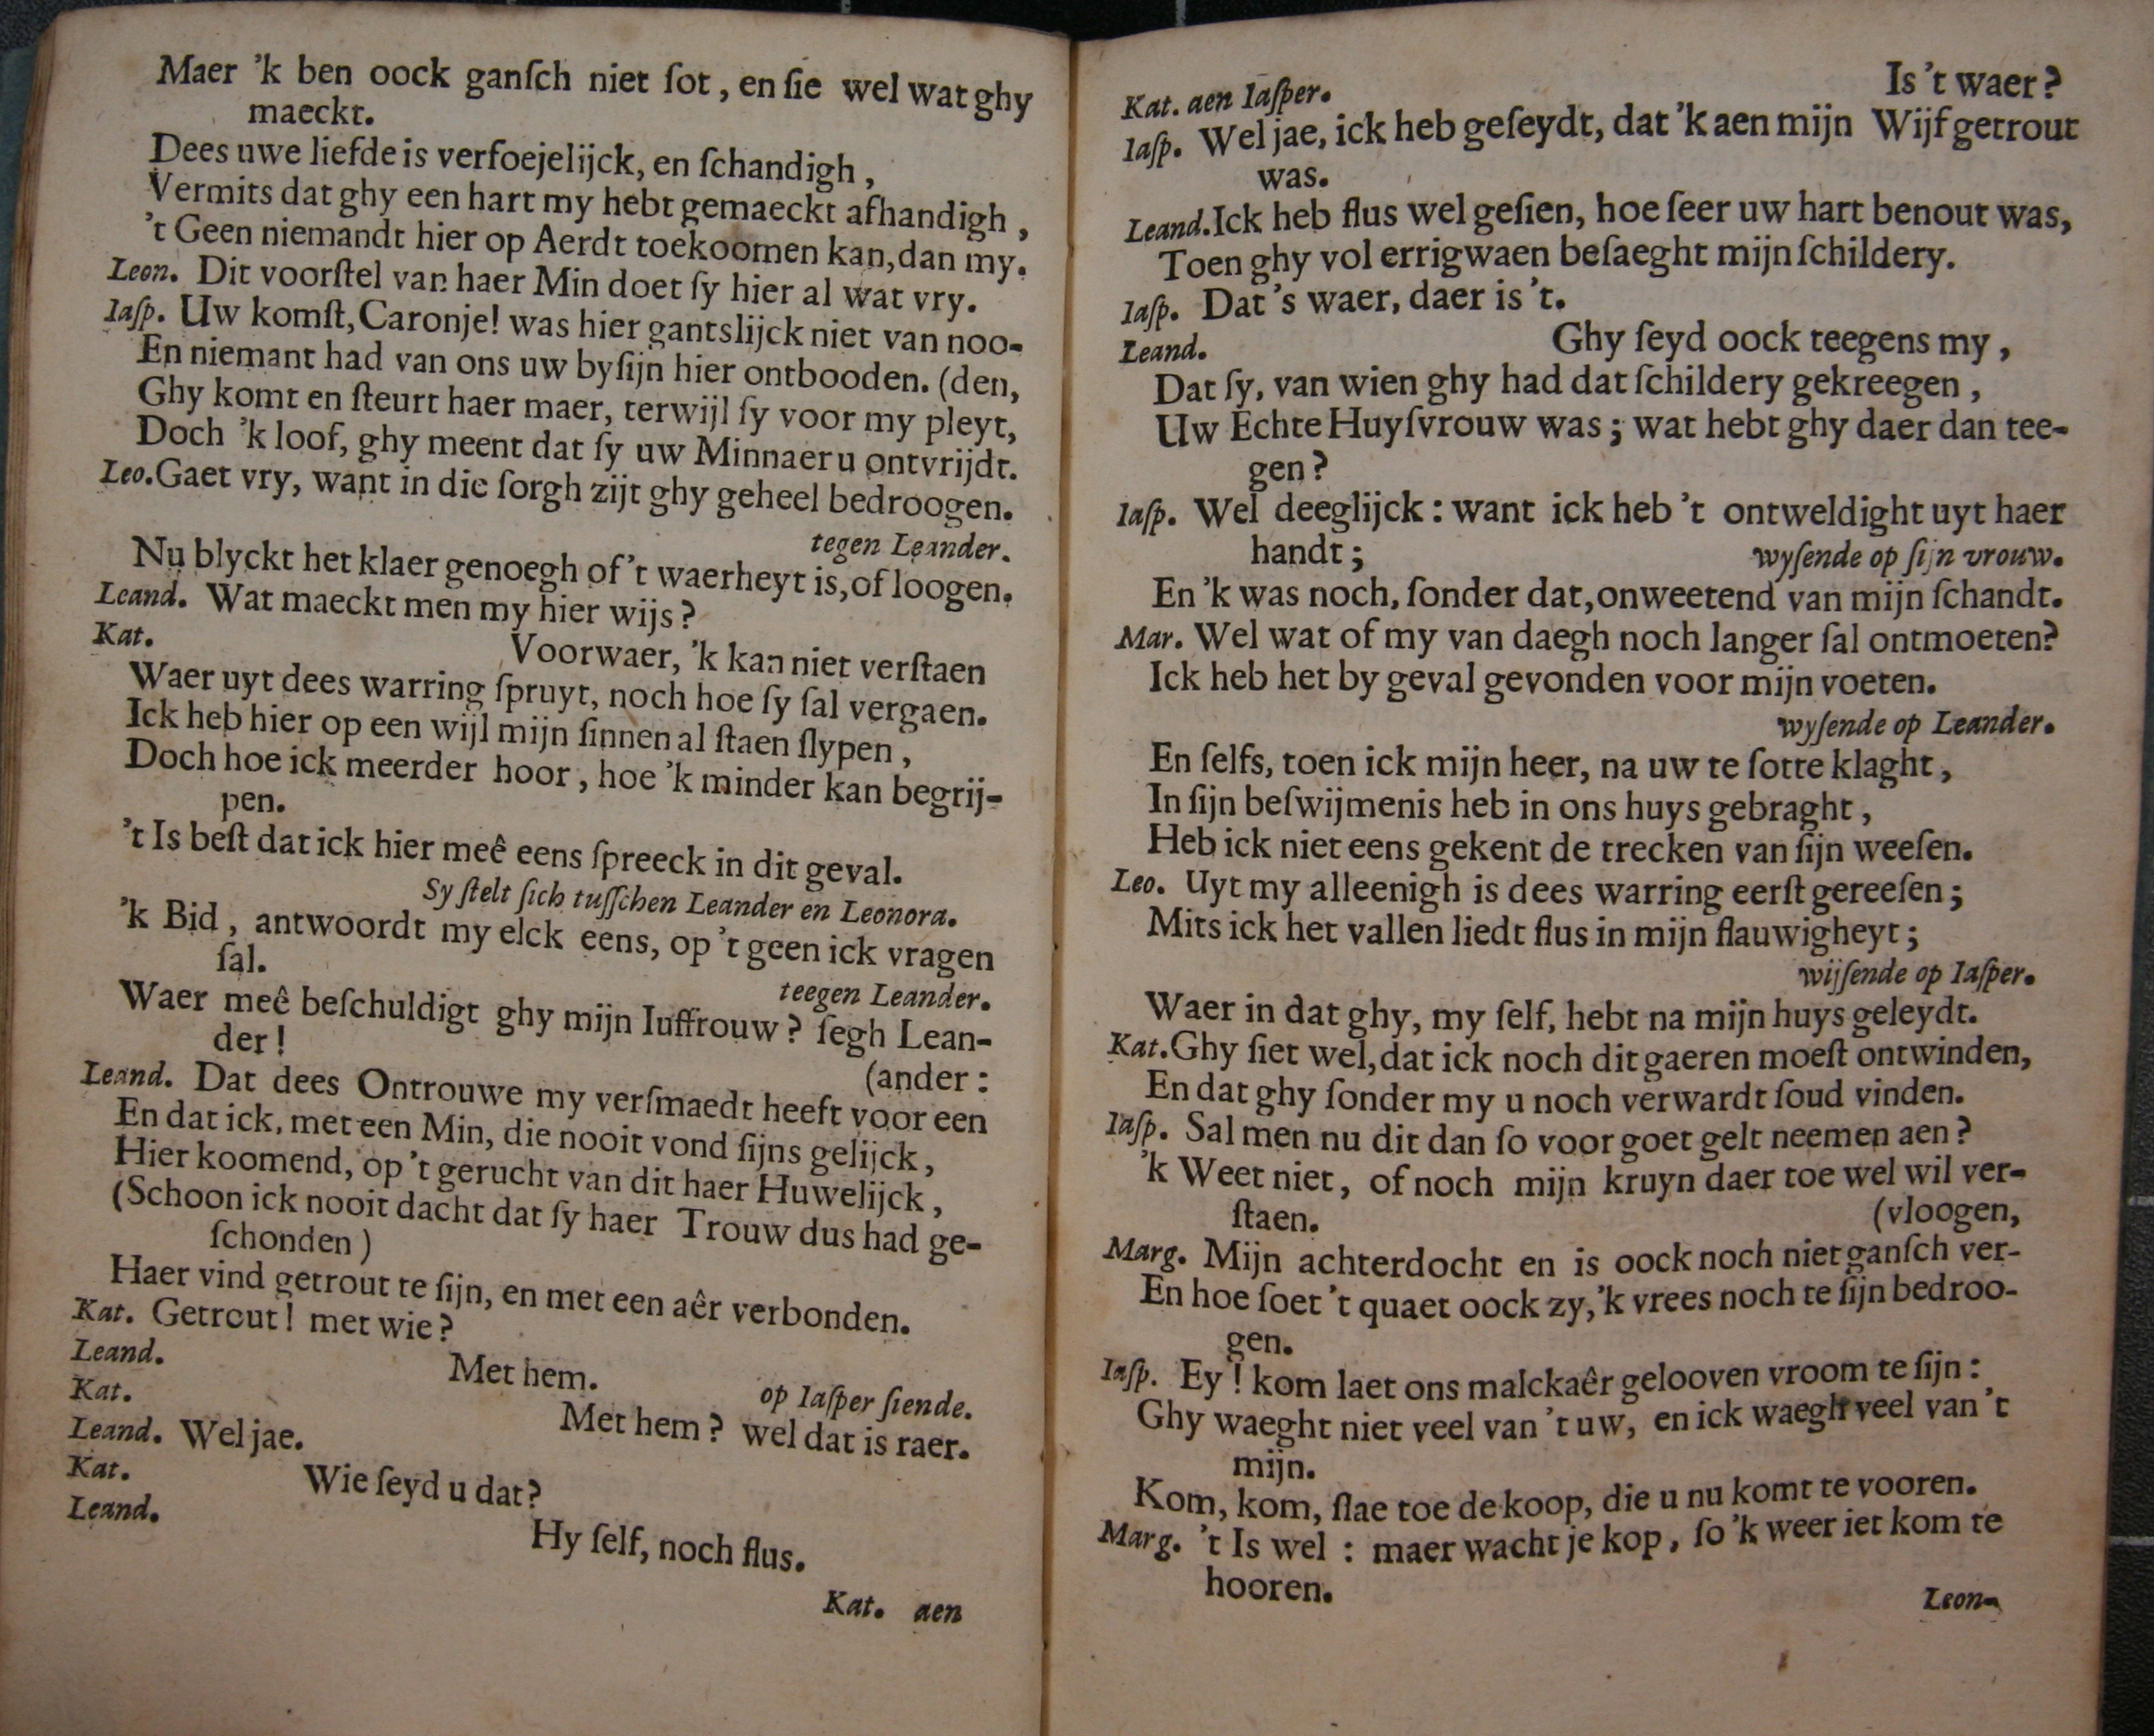 Maer 'k ben oock ganſch niet ſot, en ſie wel wat ghy
maeckt.
Dees uwe liefde is verfoejelijck, en ſchandigh,
Vermits dat ghy een hart my hebt gemaeckt afhandigh,
't Geen niemandt hier op Aerdt toekoomen kan, dan my.
Leon. Dit voorſtel van haer Min doet ſy hier al wat vry.
Iaſp. Uw komſt, Caronje! was hier gantslijck niet van noo-
En niemant had van ons uw byſijn hier ontbooden. (den,
Ghy komt en ſteurt haer maer, terwijl ſy voor my pleyt,
Doch 'k loof, ghy meent dat ſy uw Minnaer u ontvrijdt.
Leo. Gaet vry, want in die ſorgh zijt ghy geheel bedroogen.
tegen Leander.
Nu blyckt het klaer genoegh of 't waerheyt is, of loogen.
Leand. Wat maeckt men my hier wijs?
Kat. Voorwaer, 'k kan niet verſtaen
Waer uyt dees warring ſpruyt, noch hoe ſy ſal vergaen.
Ick heb hier op een wijl mijn ſinnen al ſtaen ſlypen,
Doch hoe ick meerder hoor, hoe 'k minder kan begrij-
pen.
't Is beſt dat ick hier meê eens ſpreeck in dit geval.
Sy ſtelt ſich tuſſchen Leander en Leonora.
'k Bid, antwoordt my elck eens, op 't geen ick vragen
ſal.
teegen Leander.
Waer meê beſchuldigt ghy mijn Iuffrouw? ſegh Lean-
der!
(ander:
Leand. Dat dees Ontrouwe my verſmaedt heeft voor een
En dat ick, met een Min, die nooit vond ſijns gelijck,
Hier koomend, op 't gerucht van dit haer Huwelijck,
(Schoon ick nooit dacht dat ſy haer Trouw dus had ge-
ſchonden)
Haer vind getrout te ſijn, en met een aêr verbonden.
Kat. Getrout! met wie?
Leand. Met hem.
op Iaſper ſiende.
Kat. Met hem? wel dat is raer.
Leand. Wel jae.
Kat. Wie ſeyd u dat?
Leand. Hy ſelf, noch flus.
Kat. aen
Kat. aen Iaſper. Is 't waer?
Iaſp. Wel jae, ick heb geſeydt, dat 'k aen mijn Wijf getrout
was.
Leand. Ick heb flus wel geſien, hoe ſeer uw hart benout was,
Toen ghy vol errigwaen beſaeght mijn ſchildery.
Iaſp. Dat 's waer, daer is 't.
Leand. Ghy ſeyd oock teegens my,
Dat ſy, van wien ghy had dat ſchildery gekreegen,
Uw Echte Huyſvrouw was; wat hebt ghy daer dan tee-
gen?
Iaſp. Wel deeglijck: want ick heb 't ontweldight uyt haer
handt; wyſende op ſijn vrouw.
En 'k was noch, ſonder dat, onweetend van mijn ſchandt.
Mar. Wel wat of my van daegh noch langer ſal ontmoeten?
Ick heb het by geval gevonden voor mijn voeten.
wyſende op Leander.
En ſelfs, toen ick mijn heer, na uw te ſotte klaght,
In ſijn beſwijmenis heb in ons huys gebraght,
Heb ick niet eens gekent de trecken van ſijn weeſen.
Leo. Uyt my alleenigh is dees warring eerſt gereeſen;
Mits ick het vallen liedt flus in mijn flauwigheyt;
wijſende op Iaſper.
Waer in dat ghy, my ſelf, hebt na mijn huys geleydt.
Kat. Ghy ſiet wel, dat ick noch dit gaeren moeſt ontwinden,
En dat ghy ſonder my u noch verwardt ſoud vinden.
Iaſp. Sal men nu dit dan ſo voor goet gelt neemen aen?
'k Weet niet, of noch mijn kruyn daer toe wel wil ver-
ſtaen. (vloogen,
Marg. Mijn achterdocht en is oock noch niet ganſch ver-
En hoe ſoet 't quaet oock zy, 'k vrees noch te ſijn bedroo-
gen.
Iaſp. Ey! kom laet ons malckaêr gelooven vroom te ſijn:
Ghy waeght niet veel van 't uw, en ick waegh veel van 't
mijn.
Kom, kom, ſlae toe de koop, die u nu komt te vooren.
Marg. 't Is wel: maer wacht je kop, ſo 'k weer iet kom te
hooren.
Leon-